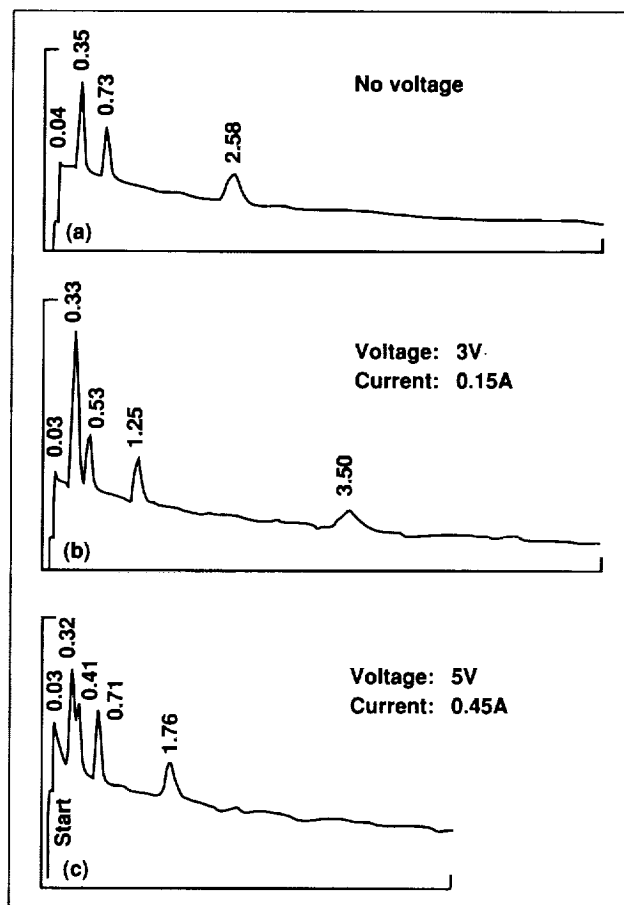 0.04
0.35
0.73
2.58
No voltage
(a)
0.03
0.33
0.53
1.25
3.50
Voltage: 3V
Current: 0.15A
(b)
0.03
0.32
0.41
0.71
1.76
Voltage: 5V
Current: 0.45A
Start
(c)